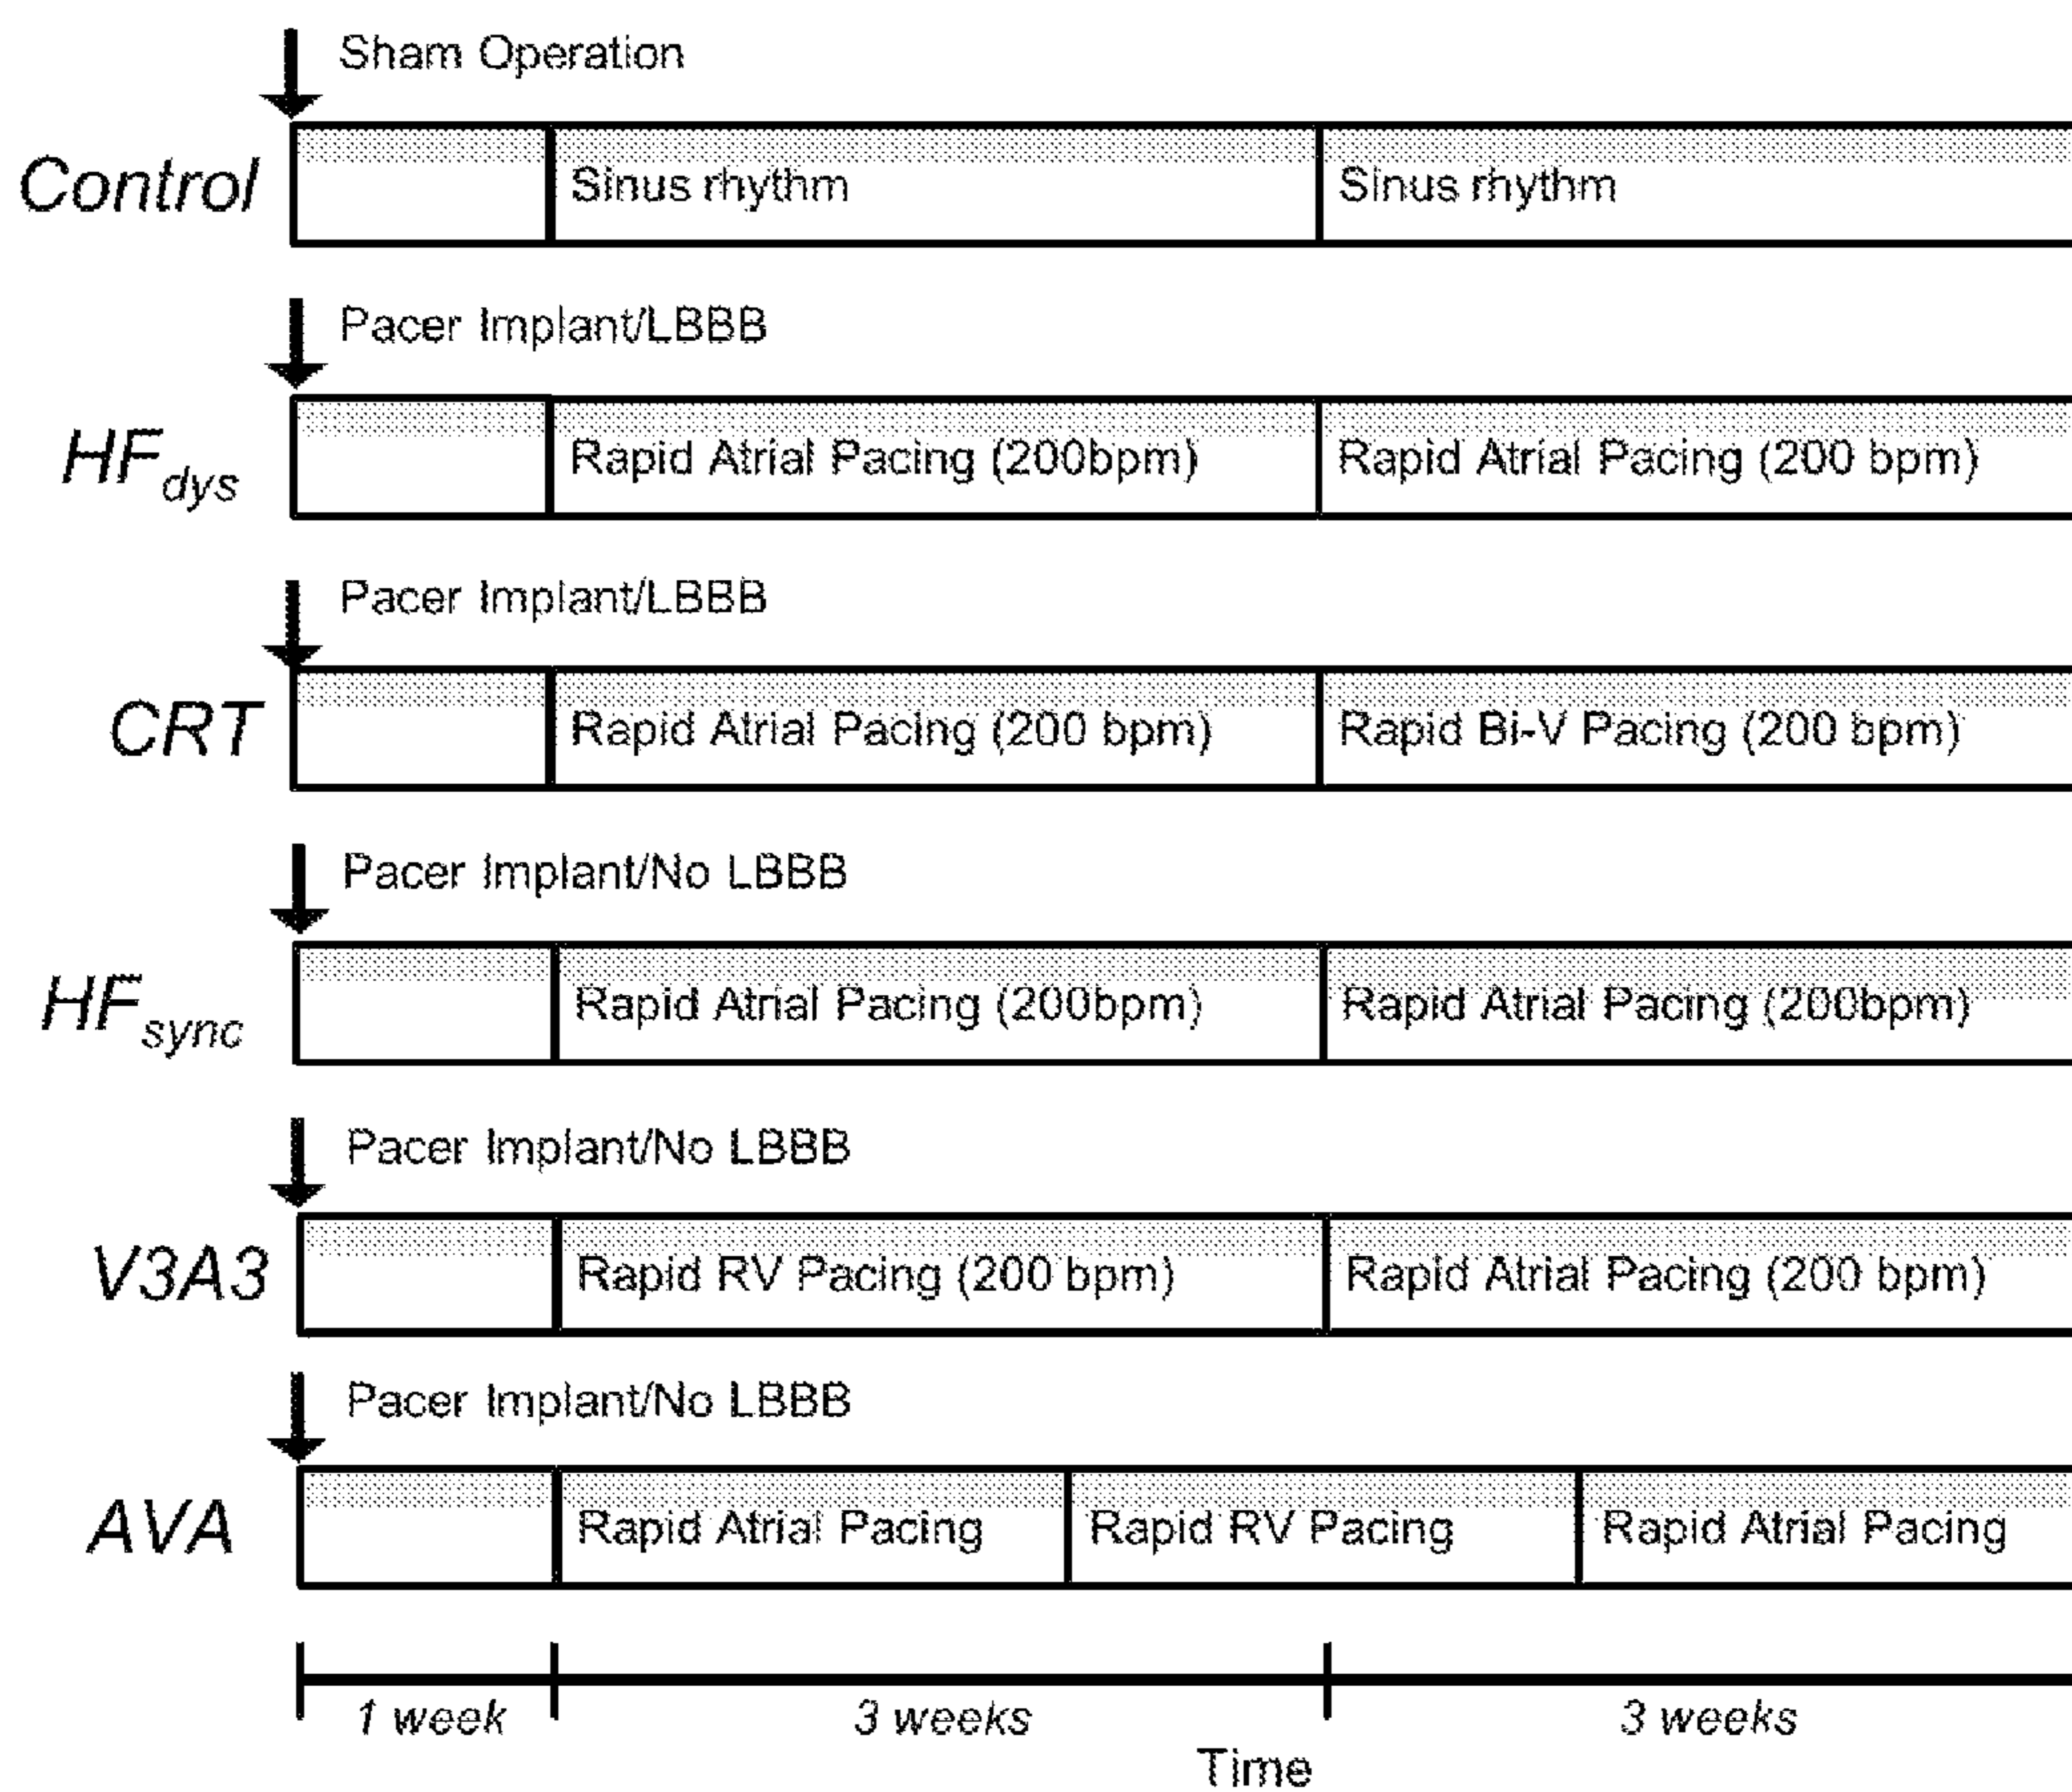 Sham Operation
Control
Sinus rhythm
Sinus rhythm
Pacer Implant/LBBB
HFdys
Rapid Atrial Pacing (200bpm)
Rapid Atrial Pacing (200 bpm)
Pacer Implant/LBBB
CRT
Rapid Atrial Pacing (200 bpm)
Rapid Bi-V Pacing (200 bpm)
Pacer Implant/No LBBB
HFsync
Rapid Atrial Pacing (200bpm)
Rapid Atrial Pacing (200bpm)
Pacer Implant/No LBBB
V3A3
Rapid RV Pacing (200 bpm)
Rapid Atrial Pacing (200 bpm)
Pacer Implant/No LBBB
AVA
Rapid Atrial Pacing
Rapid RV Pacing
Rapid Atrial Pacing
1 week
3 weeks
3 weeks
Time